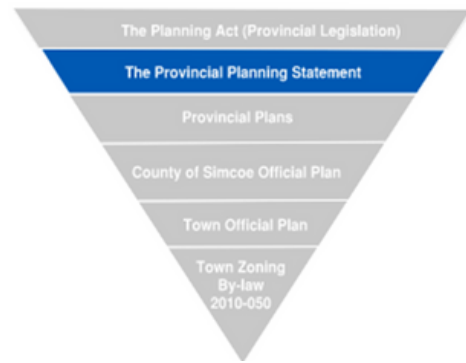 The Planning Act (Provincial Legislation)
The Provincial Planning Statement
Provincial Plans
County of Simcoe Official Plan
Town Official Plan
Town Zoning
By-law
2010-050